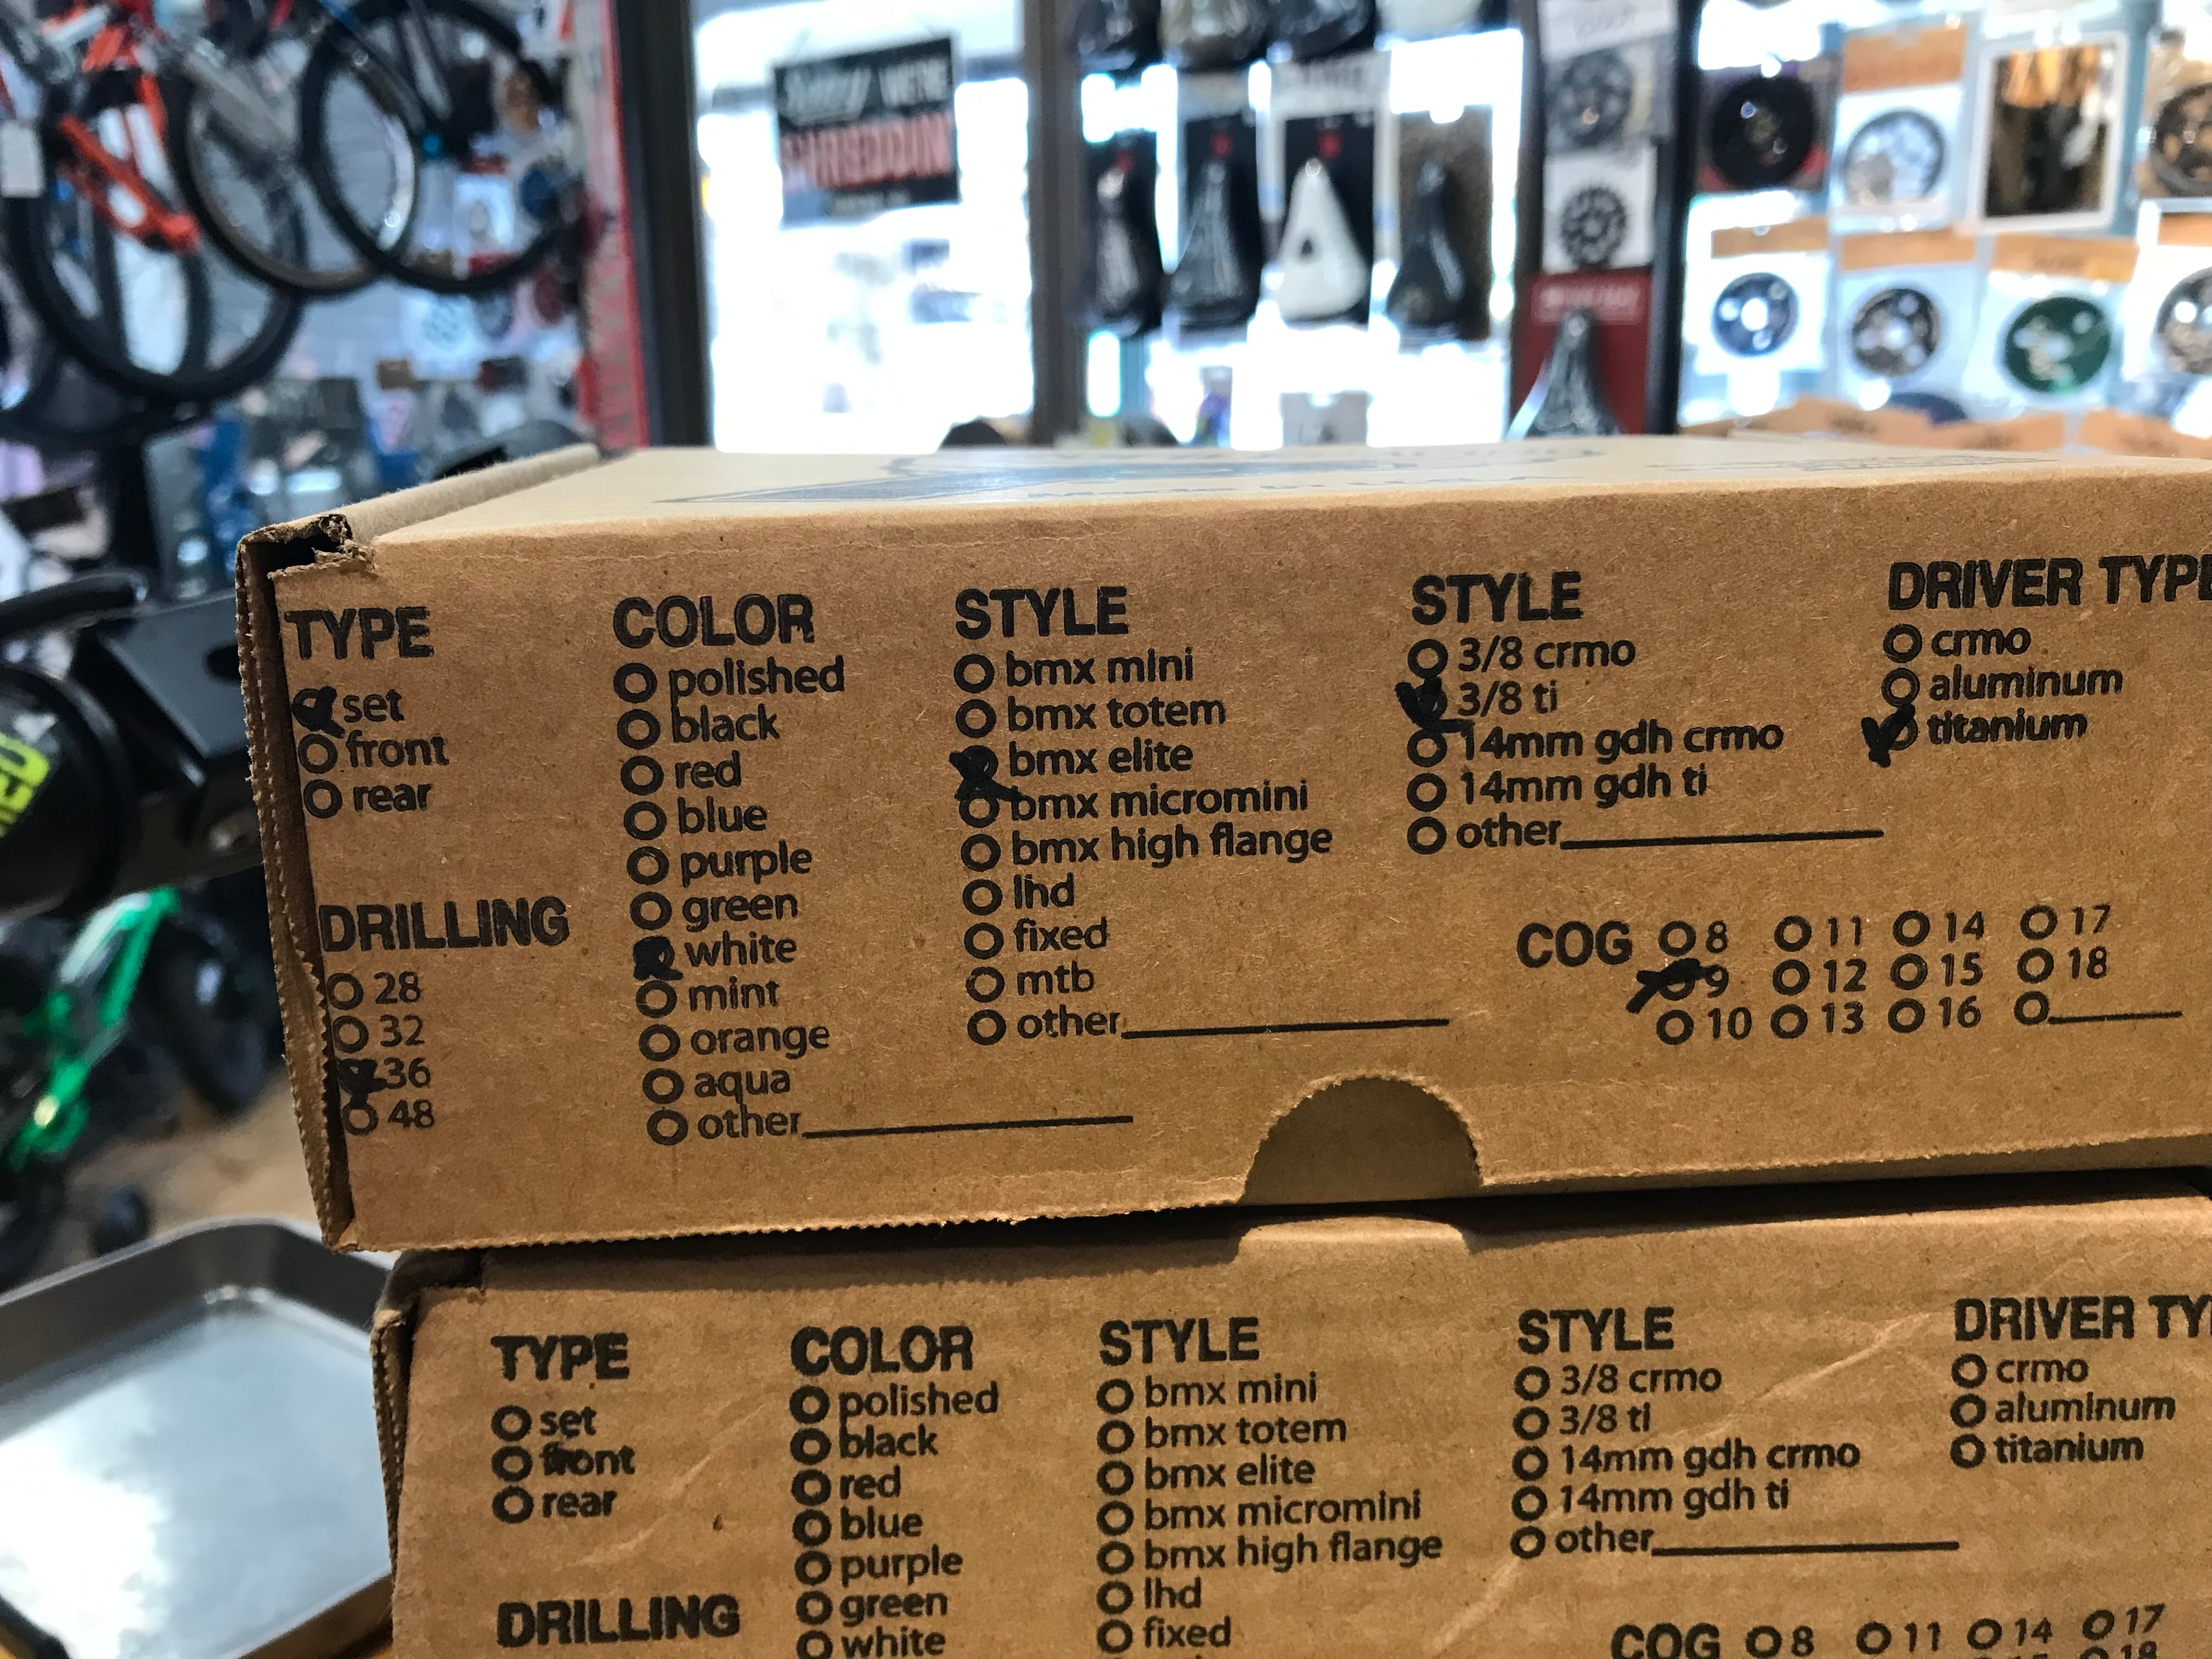 WE'RE
SHREDDIN'
Made in U.S.A.
TYPE
set
front
rear
DRILLING
28
32
36
48
COLOR
polished
black
red
blue
purple
green
white
mint
orange
aqua
other
STYLE
bmx mini
bmx totem
bmx elite
bmx micromini
bmx high flange
lhd
fixed
mtb
other
STYLE
3/8 crmo
3/8 ti
14mm gdh crmo
14mm gdh ti
other
DRIVER TYPE
crmo
aluminum
titanium
COG 8 11 14 17
9 12 15 18
10 13 16
TYPE
set
front
rear
DRILLING
COLOR
polished
black
red
blue
purple
green
white
STYLE
bmx mini
bmx totem
bmx elite
bmx micromini
bmx high flange
lhd
fixed
STYLE
3/8 crmo
3/8 ti
14mm gdh crmo
14mm gdh ti
other
DRIVER TY
crmo
aluminum
titanium
COG 8 11 14 17
18